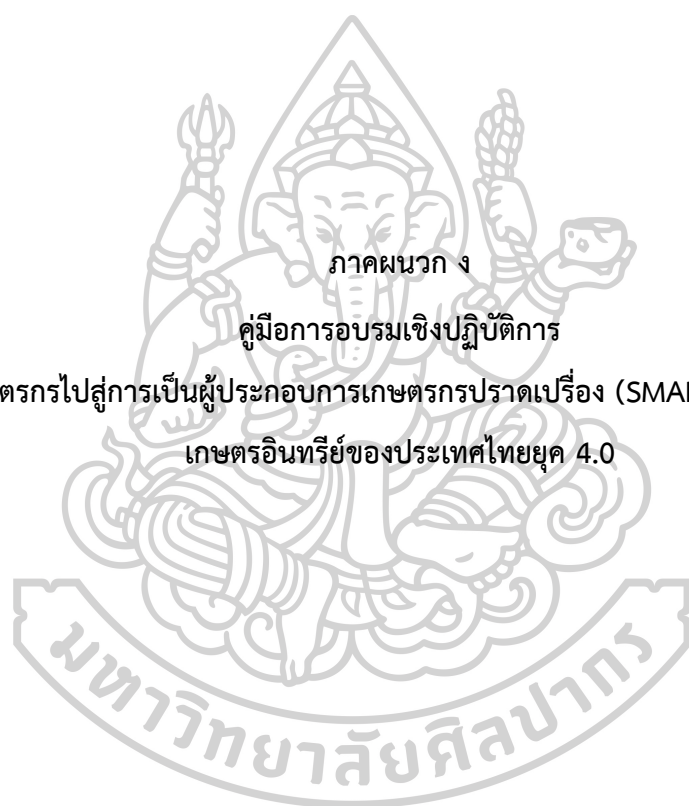 ภาคผนวก ง
คู่มือการอบรมเชิงปฏิบัติการ
ตรกรไปสู่การเป็นผู้ประกอบการเกษตรกรปราดเปรื่อง (SMA
เกษตรอินทรีย์ของประเทศไทยยุค 4.0
มหาวิทยาลัยศิลปากร